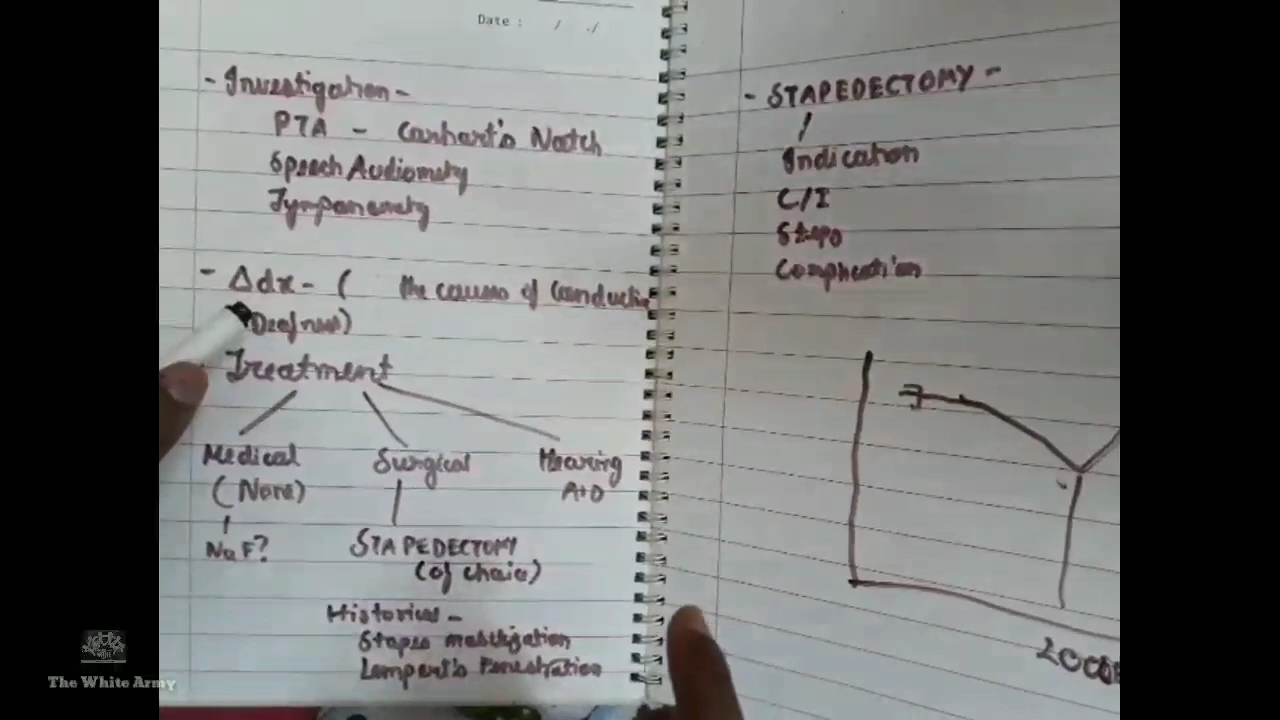 Date : / /
- Investigation -
PTA - Carhart's Notch
Speech Audiometry
Tympanometry
- Δdx - ( the causes of Conductive
Deafness)
Treatment
Medical Surgical Hearing
(None) AID
NaF? STAPEDECTOMY
(of choice)
Historical -
Stapes mobilization
Lempert's Fenestration
- STAPEDECTOMY -
Indication
C/I
Steps
Complication
2000
The White Army